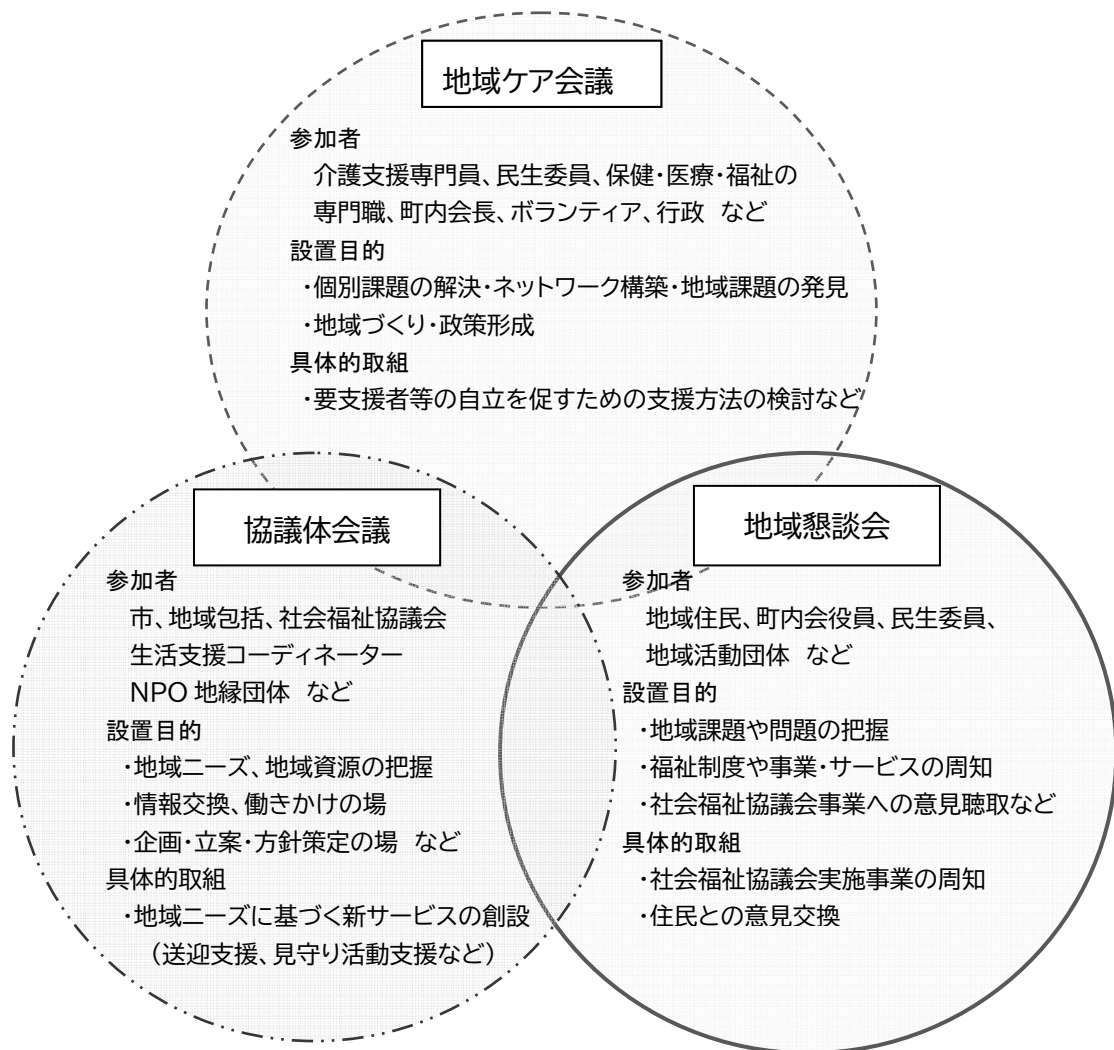 地域ケア会議
参加者
介護支援専門員、民生委員、保健・医療・福祉の
専門職、町内会長、ボランティア、行政 など
設置目的
・個別課題の解決・ネットワーク構築・地域課題の発見
・地域づくり・政策形成
具体的取組
・要支援者等の自立を促すための支援方法の検討など
協議体会議
参加者
市、地域包括、社会福祉協議会
生活支援コーディネーター
NPO 地縁団体 など
設置目的
・地域ニーズ、地域資源の把握
・情報交換、働きかけの場
・企画・立案・方針策定の場 など
具体的取組
・地域ニーズに基づく新サービスの創設
（送迎支援、見守り活動支援など）
地域懇談会
参加者
地域住民、町内会役員、民生委員、
地域活動団体 など
設置目的
・地域課題や問題の把握
・福祉制度や事業・サービスの周知
・社会福祉協議会事業への意見聴取など
具体的取組
・社会福祉協議会実施事業の周知
・住民との意見交換